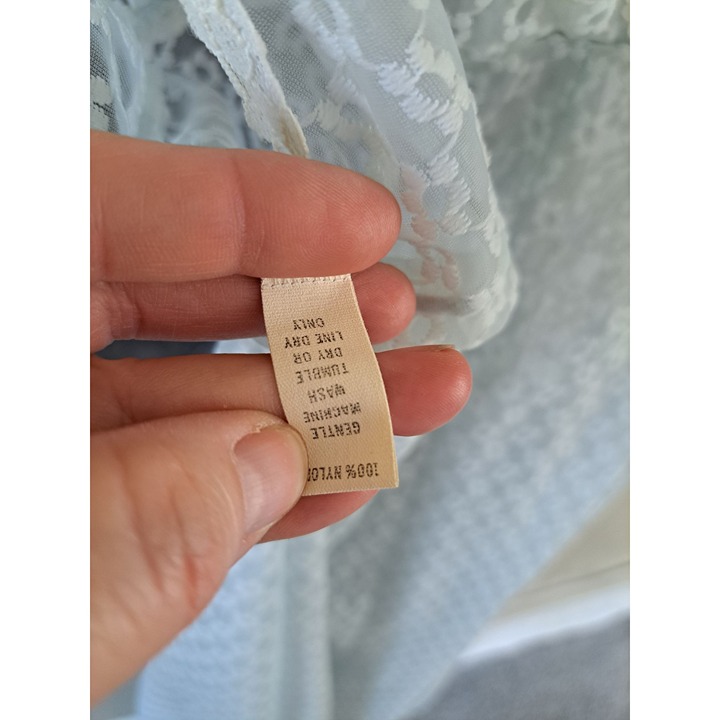 100% NYLON
GENTLE
MACHINE
WASH
TUMBLE
DRY OR
LINE DRY
ONLY